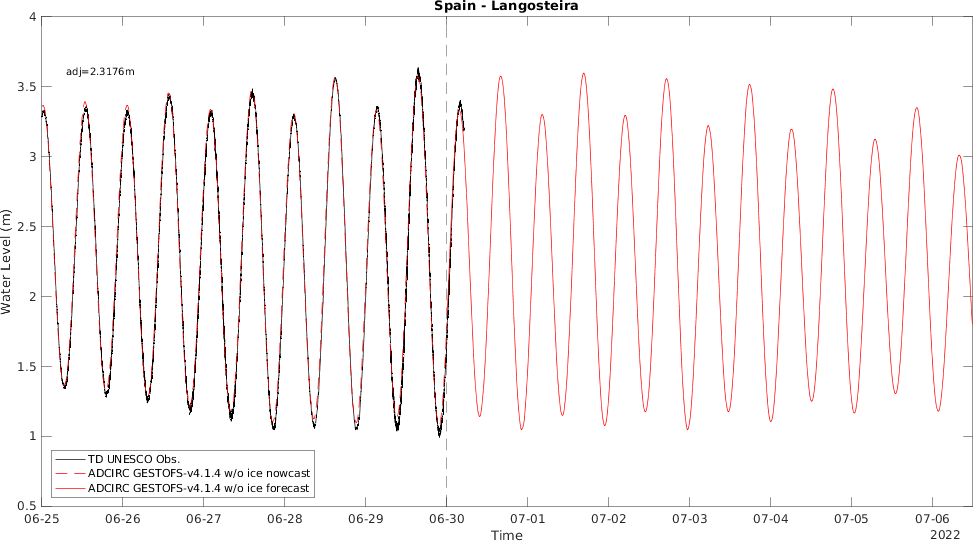 Spain - Langosteira
adj=2.3176m
4
3.5
3
2.5
2
1.5
1
0.5
Water Level (m)
TD UNESCO Obs.
ADCIRC GESTOFS-v4.1.4 w/o ice nowcast
ADCIRC GESTOFS-v4.1.4 w/o ice forecast
06-25 06-26 06-27 06-28 06-29 06-30 07-01 07-02 07-03 07-04 07-05 07-06
Time
2022